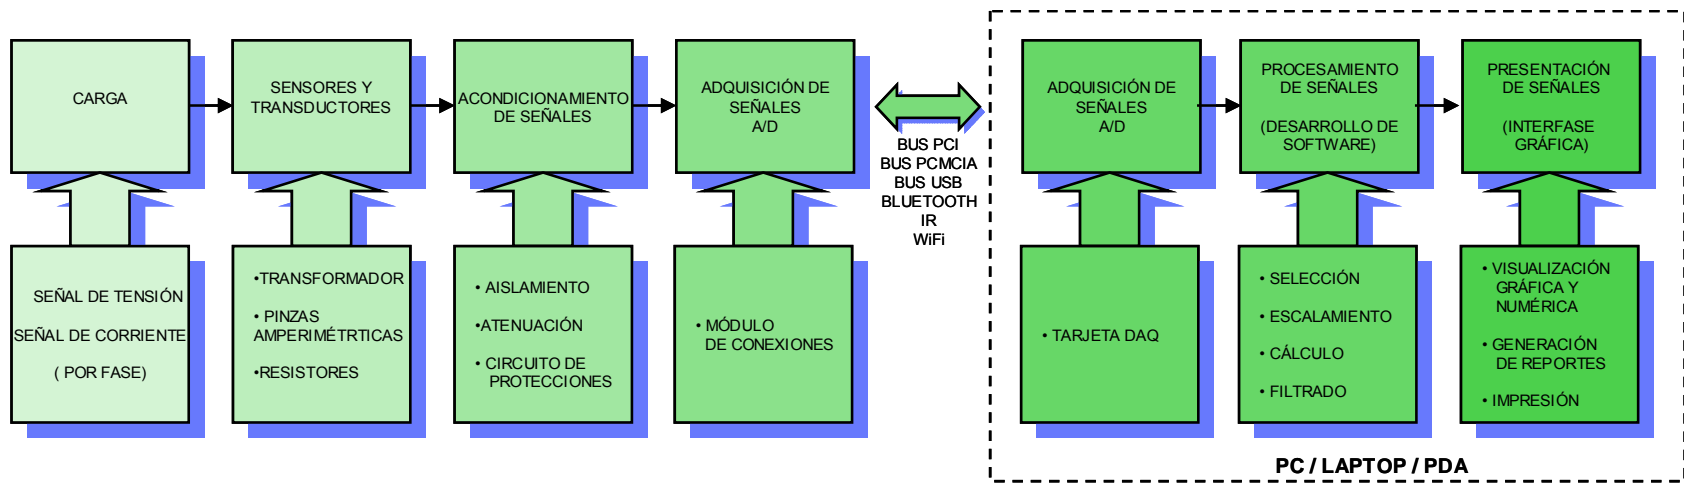 CARGA
SENSORES Y
TRANSDUCTORES
ACONDICIONAMIENTO
DE SEÑALES
ADQUISICIÓN DE
SEÑALES
A/D
BUS PCI
BUS PCMCIA
BUS USB
BLUETOOTH
IR
WiFi
ADQUISICIÓN DE
SEÑALES
A/D
PROCESAMIENTO
DE SEÑALES
(DESARROLLO DE
SOFTWARE)
PRESENTACIÓN
DE SEÑALES
(INTERFASE
GRÁFICA)
SEÑAL DE TENSIÓN
SEÑAL DE CORRIENTE
( POR FASE)
•TRANSFORMADOR
• PINZAS
AMPERIMÉTRTICAS
•RESISTORES
• AISLAMIENTO
•ATENUACIÓN
• CIRCUITO DE
PROTECCIONES
• MÓDULO
DE CONEXIONES
• TARJETA DAQ
• SELECCIÓN
• ESCALAMIENTO
• CÁLCULO
• FILTRADO
• VISUALIZACIÓN
GRÁFICA Y
NUMÉRICA
• GENERACIÓN
DE REPORTES
• IMPRESIÓN
PC / LAPTOP / PDA